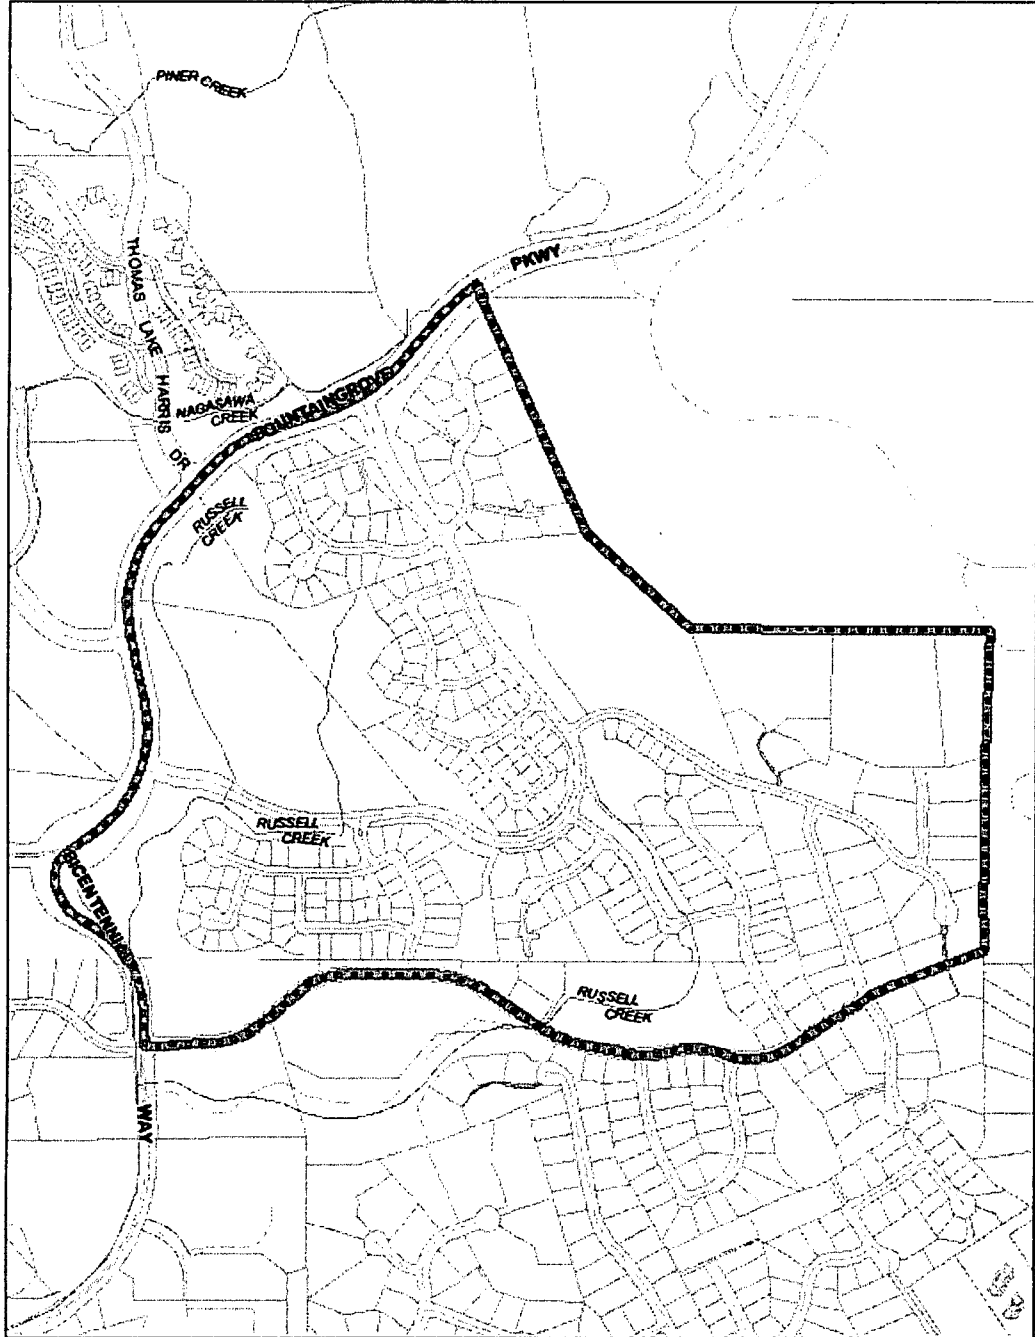 PINER CREEK
PKWY
THOMAS LAKE HARRIS DR
NAGASAWA
CREEK
FOUNTAINGROVE
RUSSELL
CREEK
RUSSELL
CREEK
BICENTENNIAL
RUSSELL
CREEK
WAY